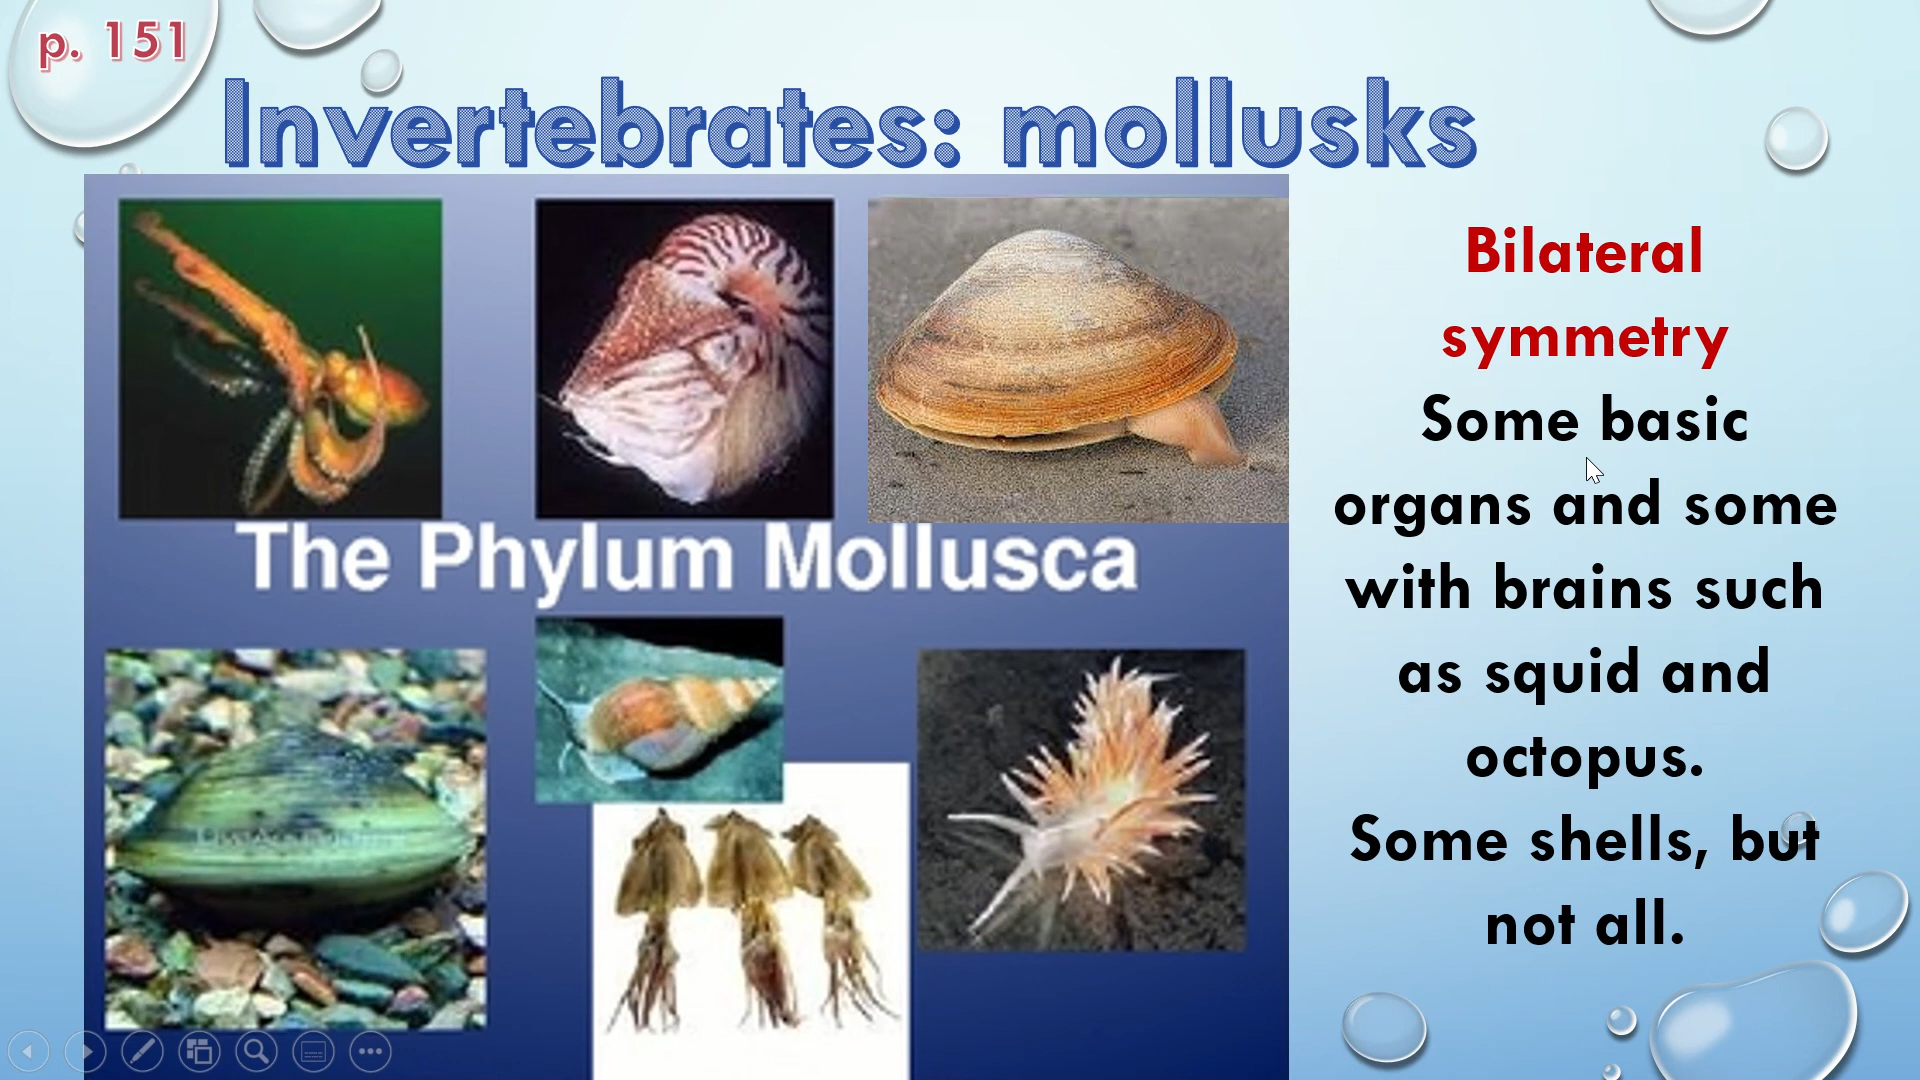 p. 151
Invertebrates: mollusks
Bilateral
symmetry
Some basic
organs and some
with brains such
as squid and
octopus.
Some shells, but
not all.
The Phylum Mollusca